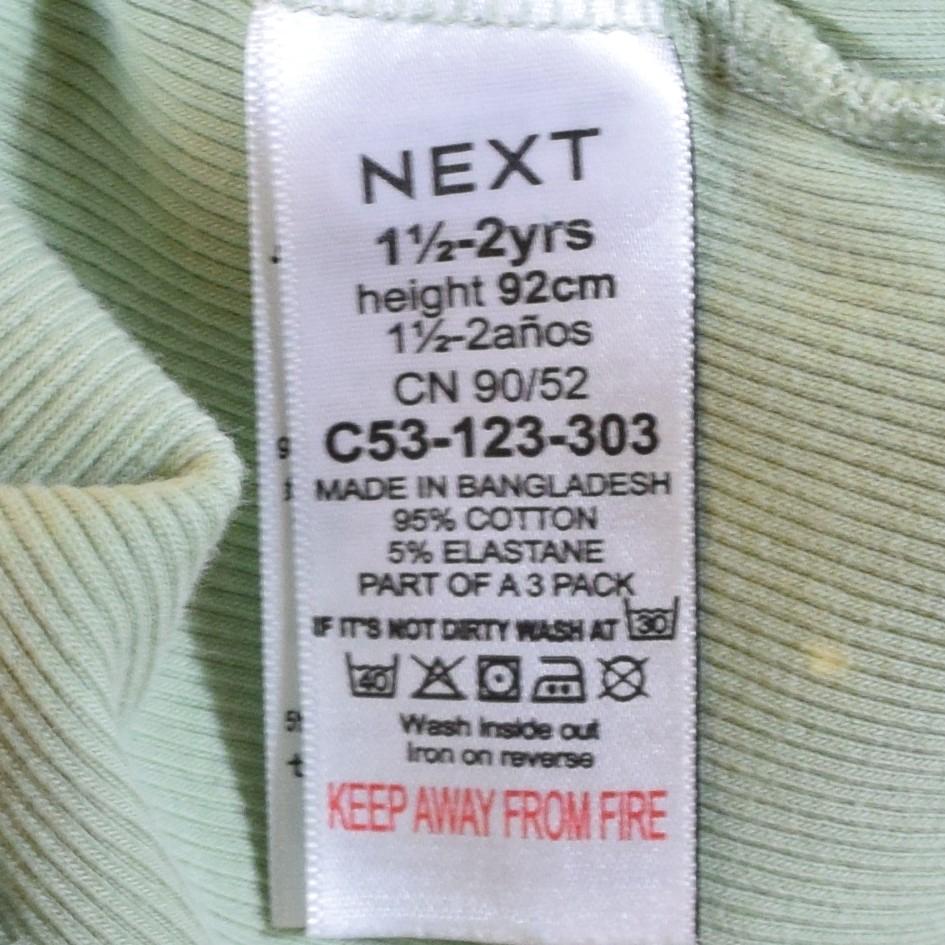 NEXT
1½-2yrs
height 92cm
1½-2años
CN 90/52
C53-123-303
MADE IN BANGLADESH
95% COTTON
5% ELASTANE
PART OF A 3 PACK
IF IT'S NOT DIRTY WASH AT 30
40
Wash inside out
Iron on reverse
KEEP AWAY FROM FIRE